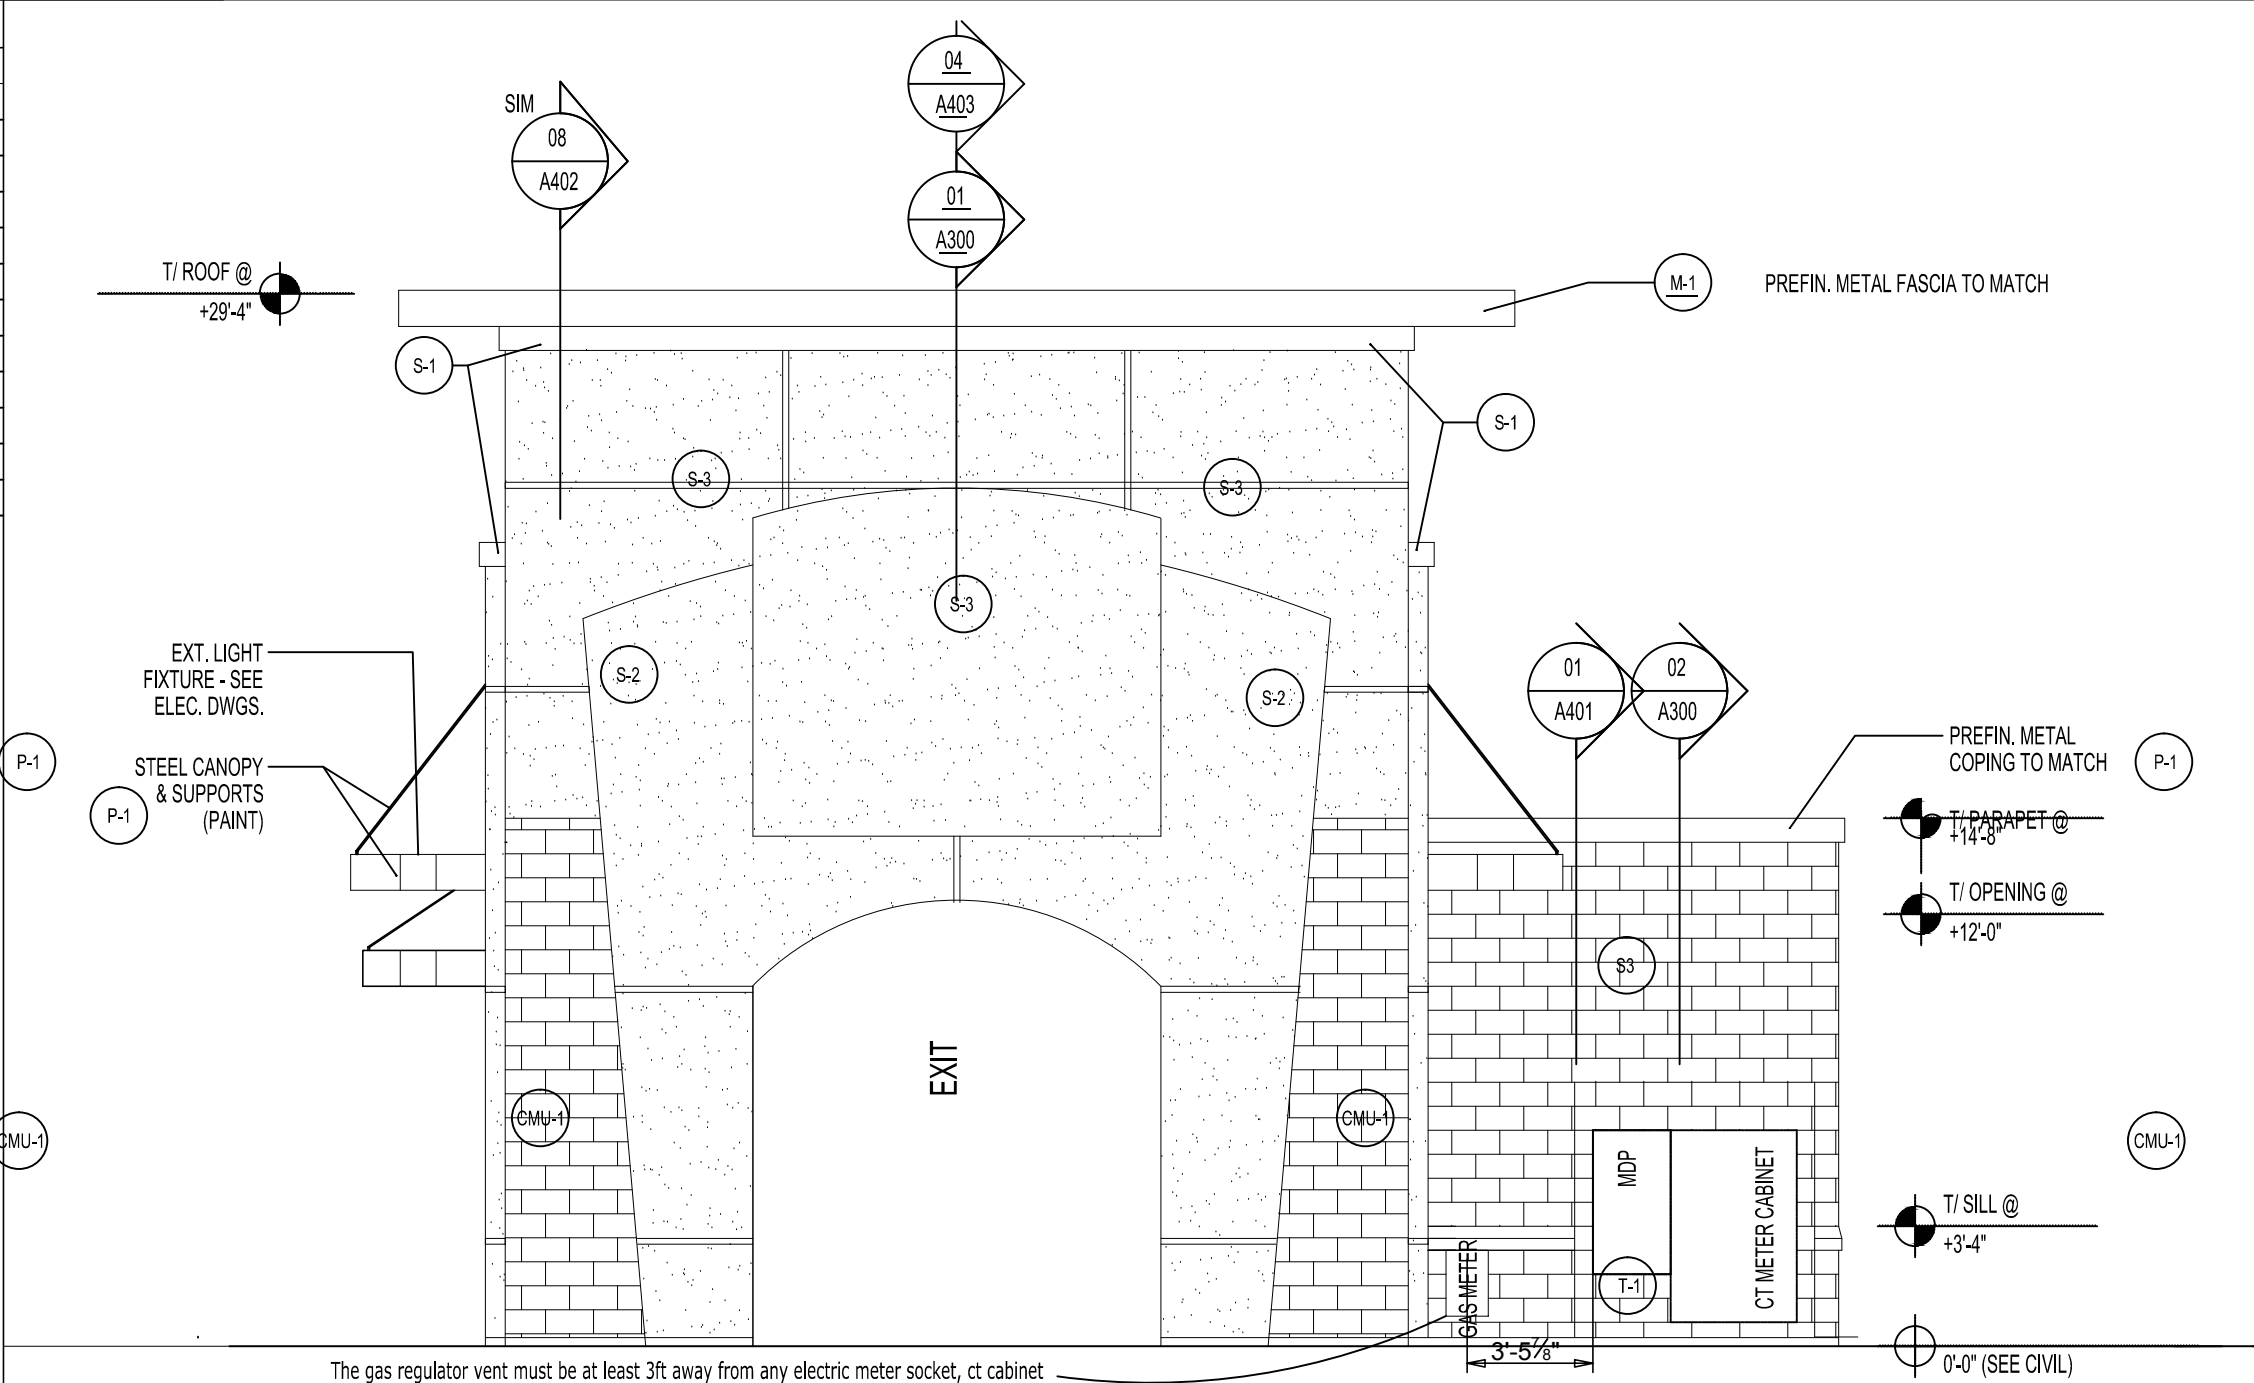 04
A403
SIM
08
A402
01
A300
T/ ROOF @
+29'-4"
M-1
PREFIN. METAL FASCIA TO MATCH
S-1
S-1
S-3
S-3
S-3
EXT. LIGHT
FIXTURE - SEE
ELEC. DWGS.
S-2
S-2
01
A401
02
A300
P-1
STEEL CANOPY
& SUPPORTS
(PAINT)
P-1
PREFIN. METAL
COPING TO MATCH
P-1
T/ PARAPET @
+14'-8"
T/ OPENING @
+12'-0"
S3
EXIT
CMU-1
CMU-1
CMU-1
CMU-1
MDP
CT METER CABINET
T/ SILL @
+3'-4"
GAS METER
T-1
3'-5⅞"
0'-0" (SEE CIVIL)
The gas regulator vent must be at least 3ft away from any electric meter socket, ct cabinet